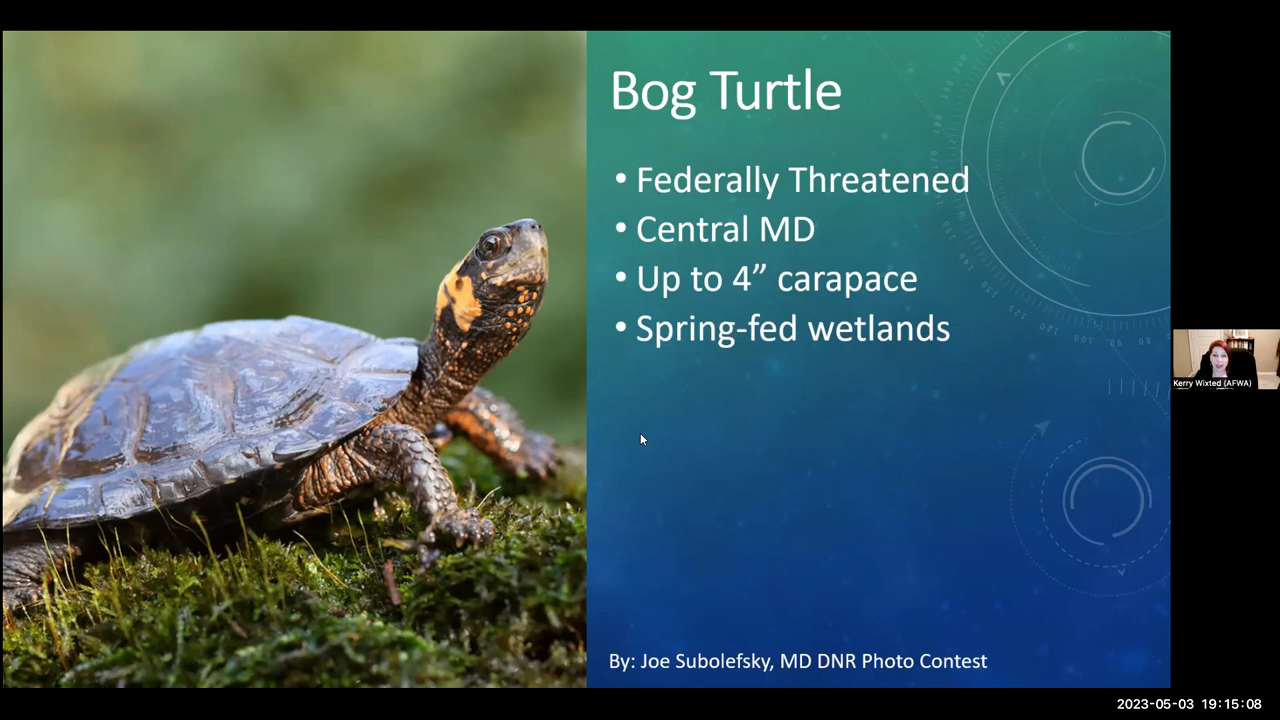 Bog Turtle
• Federally Threatened
• Central MD
• Up to 4” carapace
• Spring-fed wetlands
By: Joe Subolefsky, MD DNR Photo Contest
Kerry Wixted (AFWA)
2023-05-03 19:15:08